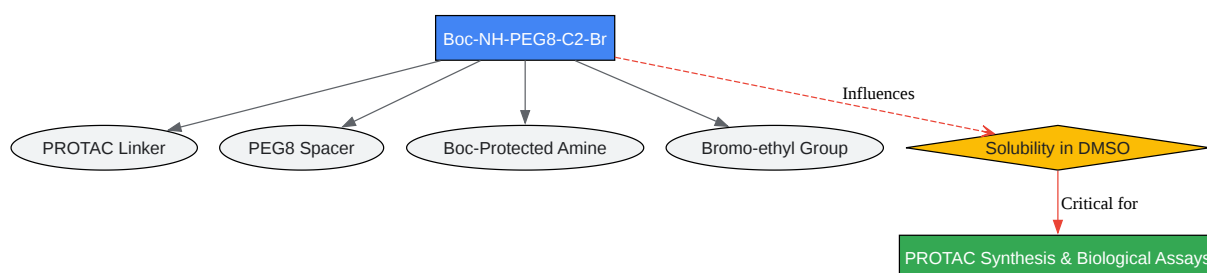 Boc-NH-PEG8-C2-Br
Influences
PROTAC Linker
PEG8 Spacer
Boc-Protected Amine
Bromo-ethyl Group
Solubility in DMSO
Critical for
PROTAC Synthesis & Biological Assays